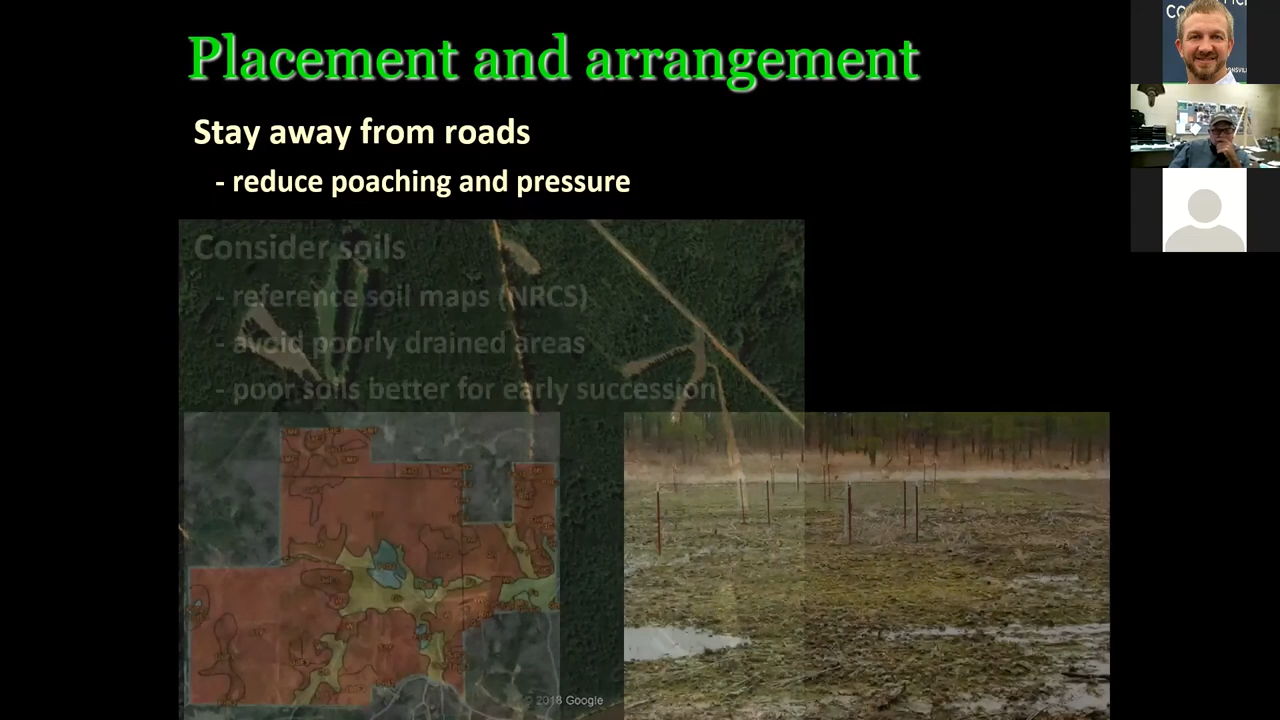 Placement and arrangement
Stay away from roads
- reduce poaching and pressure
Consider soils
- reference soil maps (NRCS)
- avoid poorly drained areas
- poor soils better for early succession
© 2018 Google